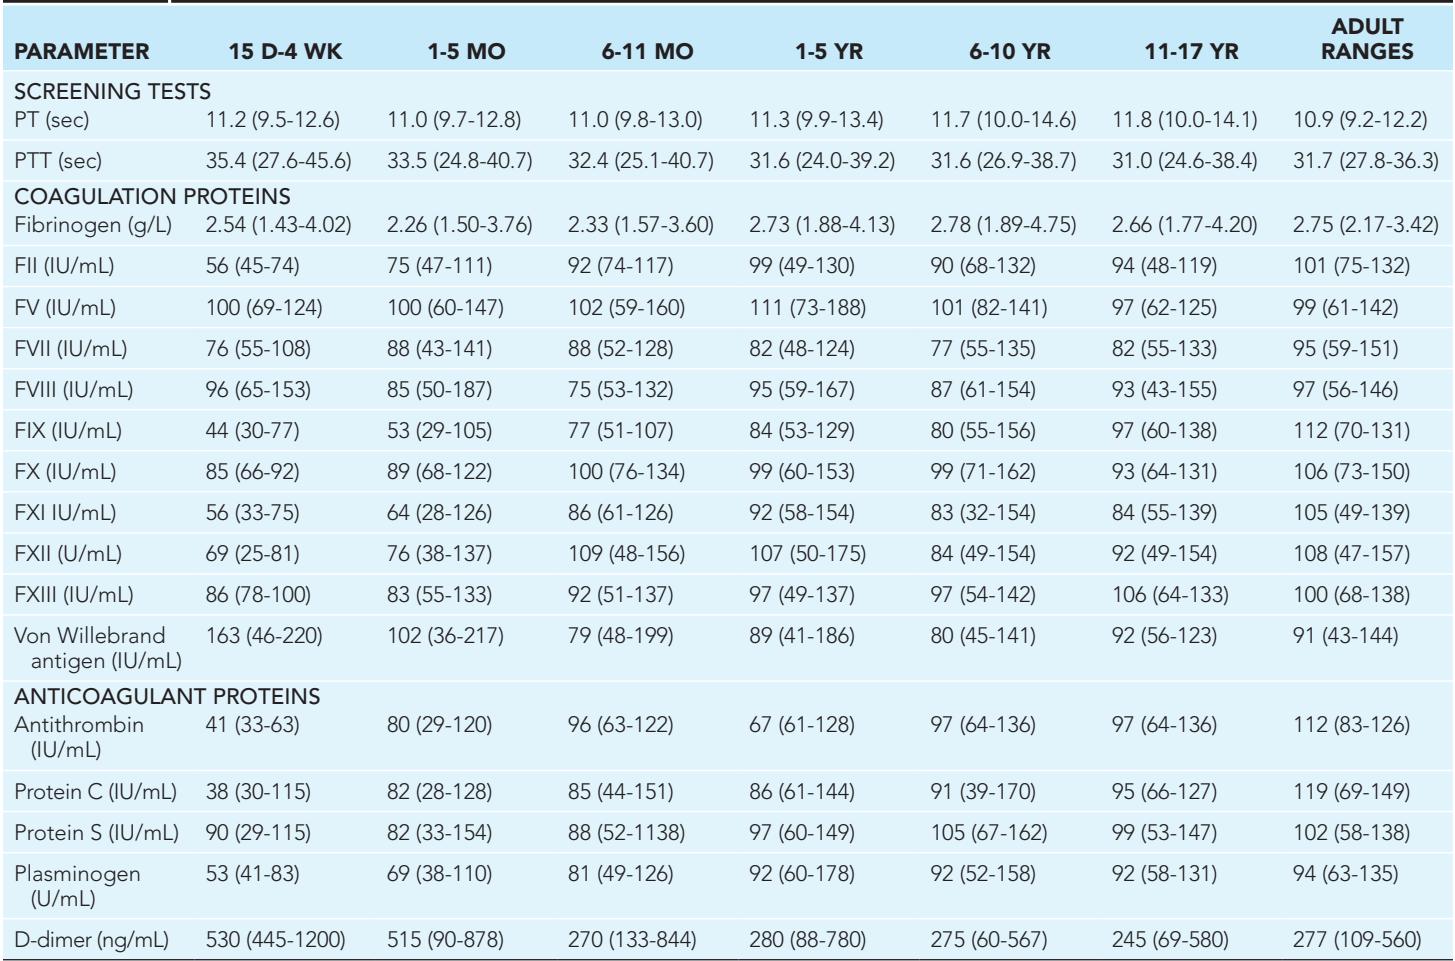 PARAMETER 15 D-4 WK 1-5 MO 6-11 MO 1-5 YR 6-10 YR 11-17 YR ADULT RANGES
SCREENING TESTS
PT (sec) 11.2 (9.5-12.6) 11.0 (9.7-12.8) 11.0 (9.8-13.0) 11.3 (9.9-13.4) 11.7 (10.0-14.6) 11.8 (10.0-14.1) 10.9 (9.2-12.2)
PTT (sec) 35.4 (27.6-45.6) 33.5 (24.8-40.7) 32.4 (25.1-40.7) 31.6 (24.0-39.2) 31.6 (26.9-38.7) 31.0 (24.6-38.4) 31.7 (27.8-36.3)
COAGULATION PROTEINS
Fibrinogen (g/L) 2.54 (1.43-4.02) 2.26 (1.50-3.76) 2.33 (1.57-3.60) 2.73 (1.88-4.13) 2.78 (1.89-4.75) 2.66 (1.77-4.20) 2.75 (2.17-3.42)
FII (IU/mL) 56 (45-74) 75 (47-111) 92 (74-117) 99 (49-130) 90 (68-132) 94 (48-119) 101 (75-132)
FV (IU/mL) 100 (69-124) 100 (60-147) 102 (59-160) 111 (73-188) 101 (82-141) 97 (62-125) 99 (61-142)
FVII (IU/mL) 76 (55-108) 88 (43-141) 88 (52-128) 82 (48-124) 77 (55-135) 82 (55-133) 95 (59-151)
FVIII (IU/mL) 96 (65-153) 85 (50-187) 75 (53-132) 95 (59-167) 87 (61-154) 93 (43-155) 97 (56-146)
FIX (IU/mL) 44 (30-77) 53 (29-105) 77 (51-107) 84 (53-129) 80 (55-156) 97 (60-138) 112 (70-131)
FX (IU/mL) 85 (66-92) 89 (68-122) 100 (76-134) 99 (60-153) 99 (71-162) 93 (64-131) 106 (73-150)
FXI IU/mL) 56 (33-75) 64 (28-126) 86 (61-126) 92 (58-154) 83 (32-154) 84 (55-139) 105 (49-139)
FXII (U/mL) 69 (25-81) 76 (38-137) 109 (48-156) 107 (50-175) 84 (49-154) 92 (49-154) 108 (47-157)
FXIII (IU/mL) 86 (78-100) 83 (55-133) 92 (51-137) 97 (49-137) 97 (54-142) 106 (64-133) 100 (68-138)
Von Willebrand 163 (46-220) 102 (36-217) 79 (48-199) 89 (41-186) 80 (45-141) 92 (56-123) 91 (43-144)
antigen (IU/mL)
ANTICOAGULANT PROTEINS
Antithrombin 41 (33-63) 80 (29-120) 96 (63-122) 67 (61-128) 97 (64-136) 97 (64-136) 112 (83-126)
(IU/mL)
Protein C (IU/mL) 38 (30-115) 82 (28-128) 85 (44-151) 86 (61-144) 91 (39-170) 95 (66-127) 119 (69-149)
Protein S (IU/mL) 90 (29-115) 82 (33-154) 88 (52-1138) 97 (60-149) 105 (67-162) 99 (53-147) 102 (58-138)
Plasminogen 53 (41-83) 69 (38-110) 81 (49-126) 92 (60-178) 92 (52-158) 92 (58-131) 94 (63-135)
(U/mL)
D-dimer (ng/mL) 530 (445-1200) 515 (90-878) 270 (133-844) 280 (88-780) 275 (60-567) 245 (69-580) 277 (109-560)